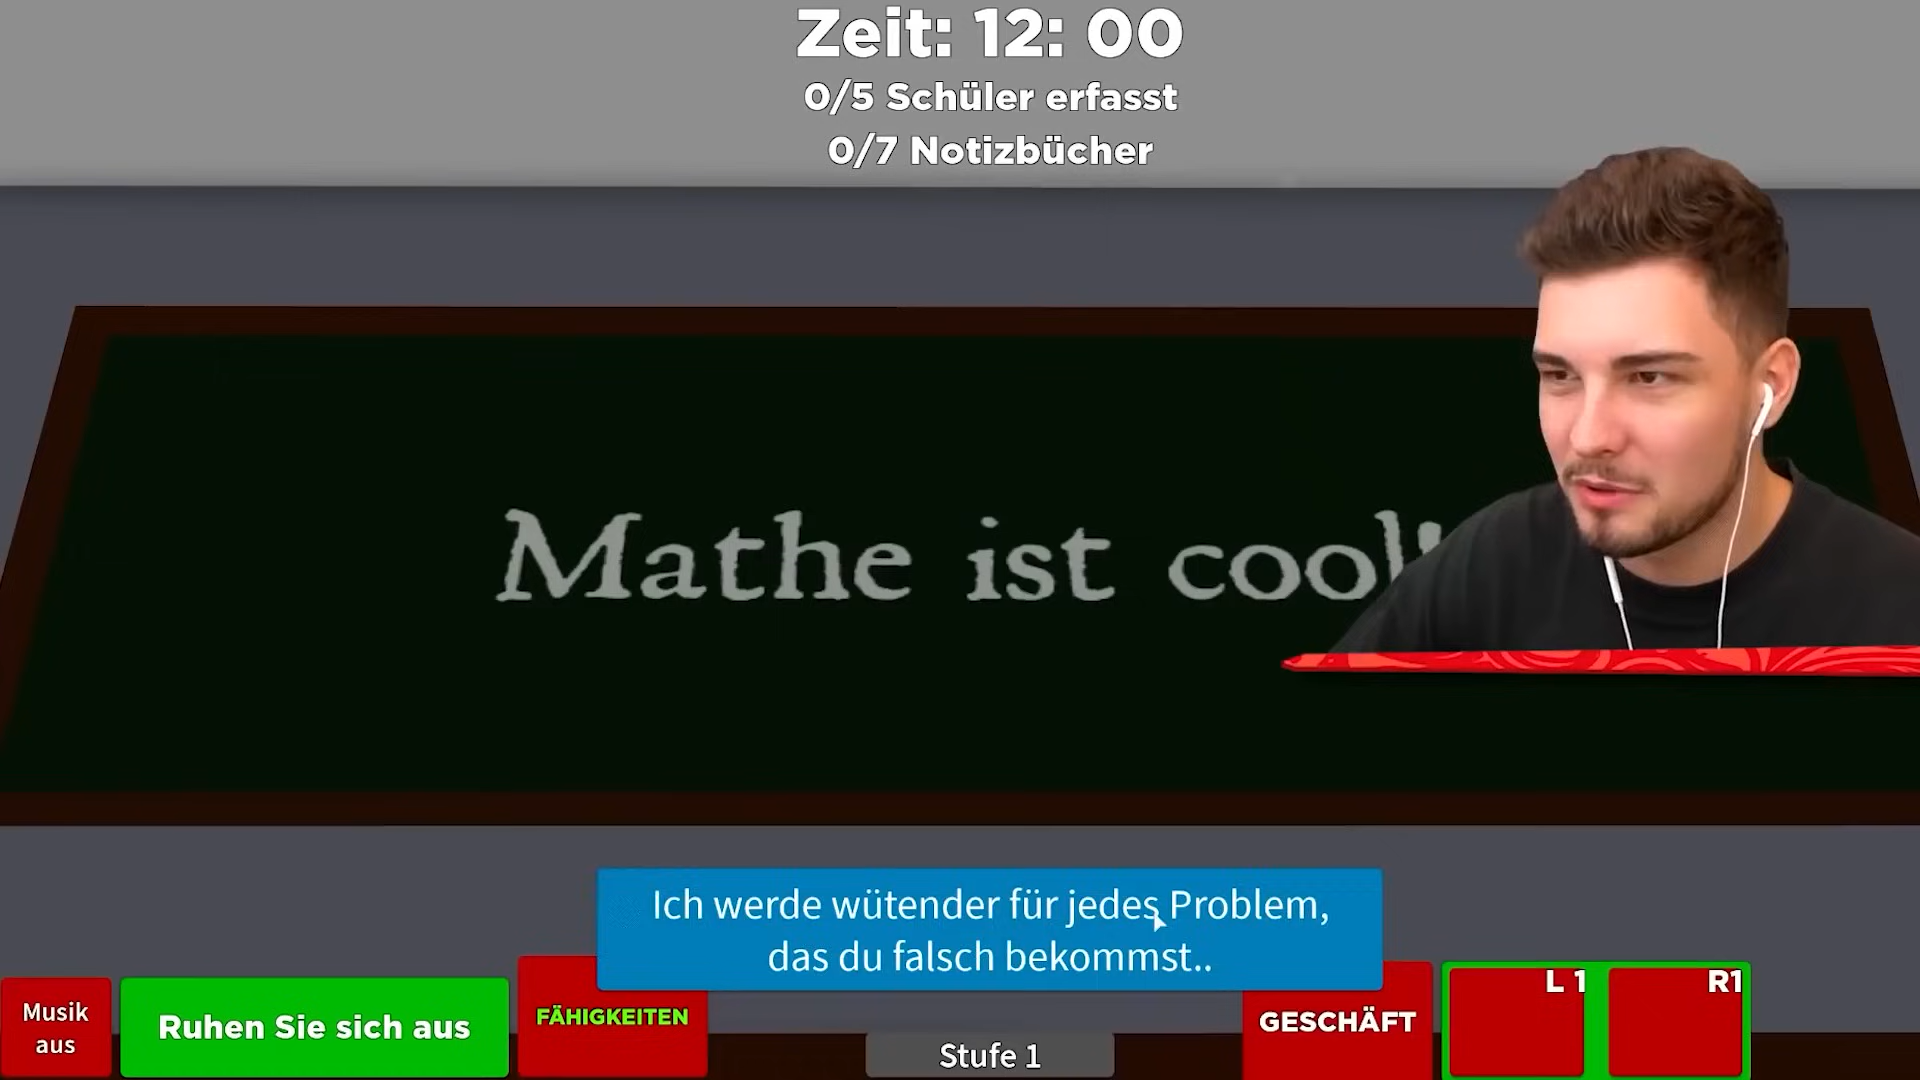 Zeit: 12: 00
0/5 Schüler erfasst
0/7 Notizbücher
Mathe ist cool!
Ich werde wütender für jedes Problem,
das du falsch bekommst..
Musik
aus
Ruhen Sie sich aus
FÄHIGKEITEN
Stufe 1
GESCHÄFT
L 1
R1